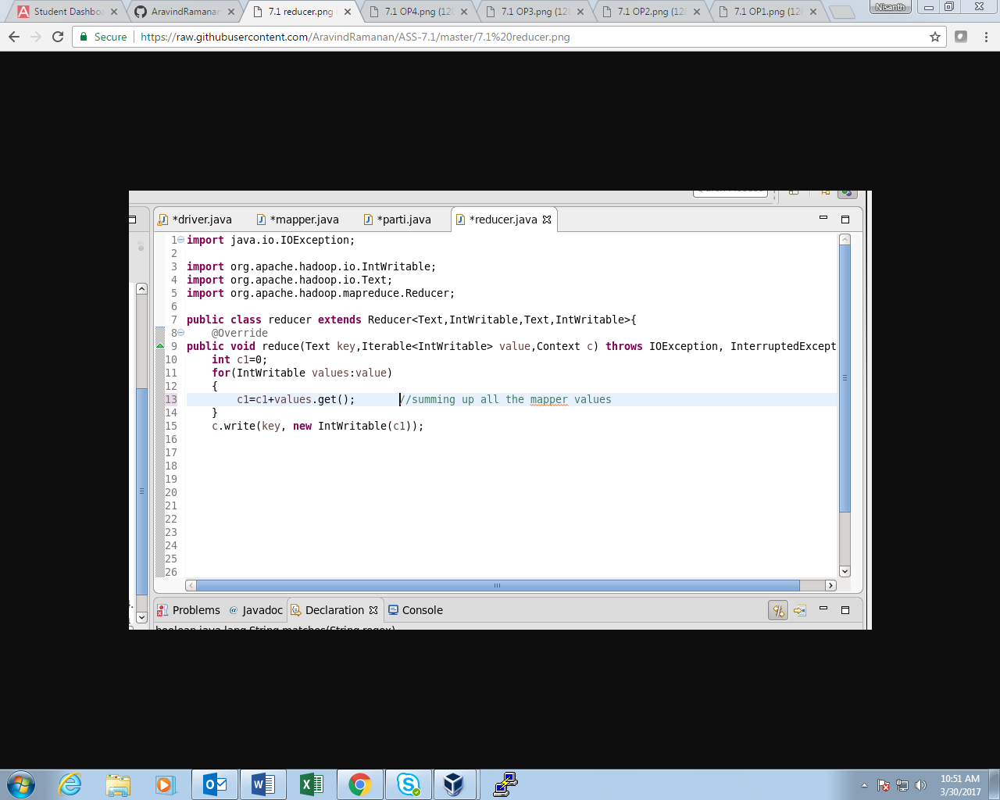 Student Dashbo
AravindRamanan
7.1 reducer.png
7.1 OP4.png (128
7.1 OP3.png (128
7.1 OP2.png (128
7.1 OP1.png (128
Nisanth
Secure
https://raw.githubusercontent.com/AravindRamanan/ASS-7.1/master/7.1%20reducer.png
*driver.java
*mapper.java
*parti.java
*reducer.java
1 import java.io.IOException;
2
3 import org.apache.hadoop.io.IntWritable;
4 import org.apache.hadoop.io.Text;
5 import org.apache.hadoop.mapreduce.Reducer;
6
7 public class reducer extends Reducer<Text,IntWritable,Text,IntWritable>{
8 @Override
9 public void reduce(Text key,Iterable<IntWritable> value,Context c) throws IOException, InterruptedExcept
10 int c1=0;
11 for(IntWritable values:value)
12 {
13 c1=c1+values.get(); //summing up all the mapper values
14 }
15 c.write(key, new IntWritable(c1));
16
17
18
19
20
21
22
23
24
25
26
Problems
@ Javadoc
Declaration
Console
boolean java.lang.String.matches(String regex)
10:51 AM
3/30/2017